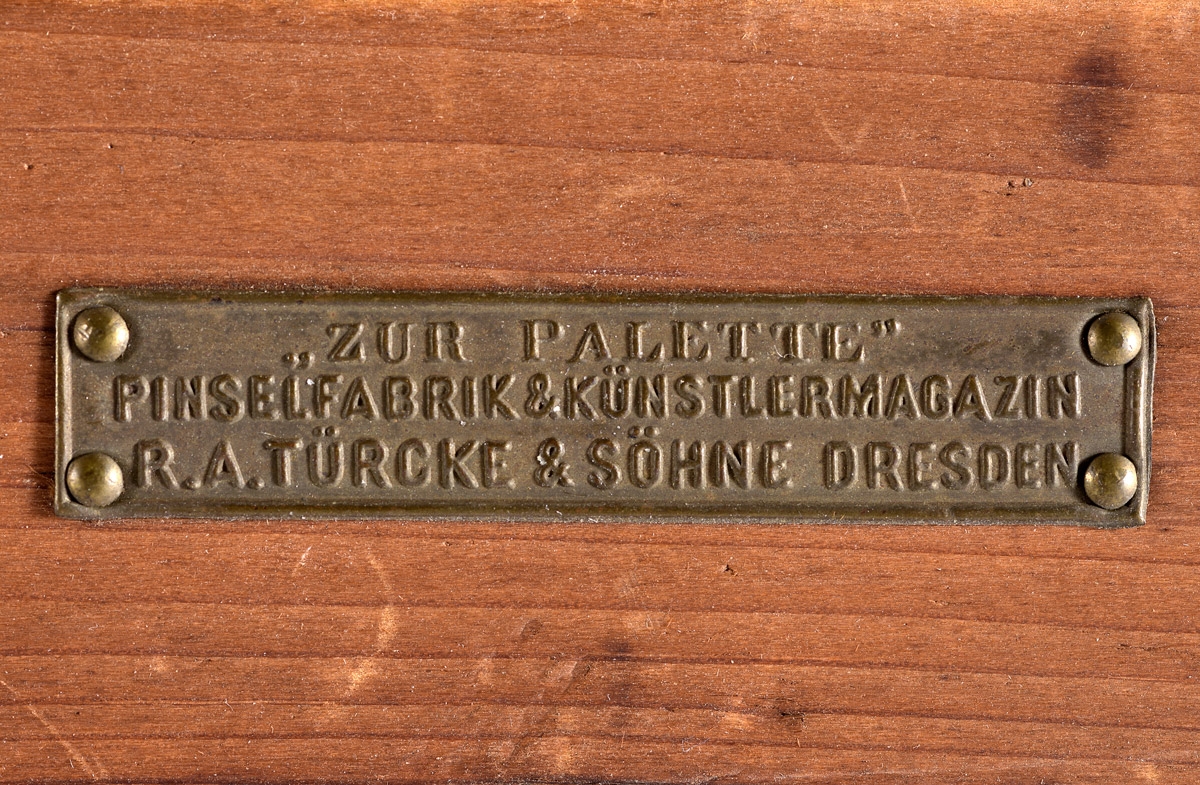 „ZUR PALETTE”
PINSELFABRIK & KÜNSTLERMAGAZIN
R.A. TÜRCKE & SÖHNE DRESDEN